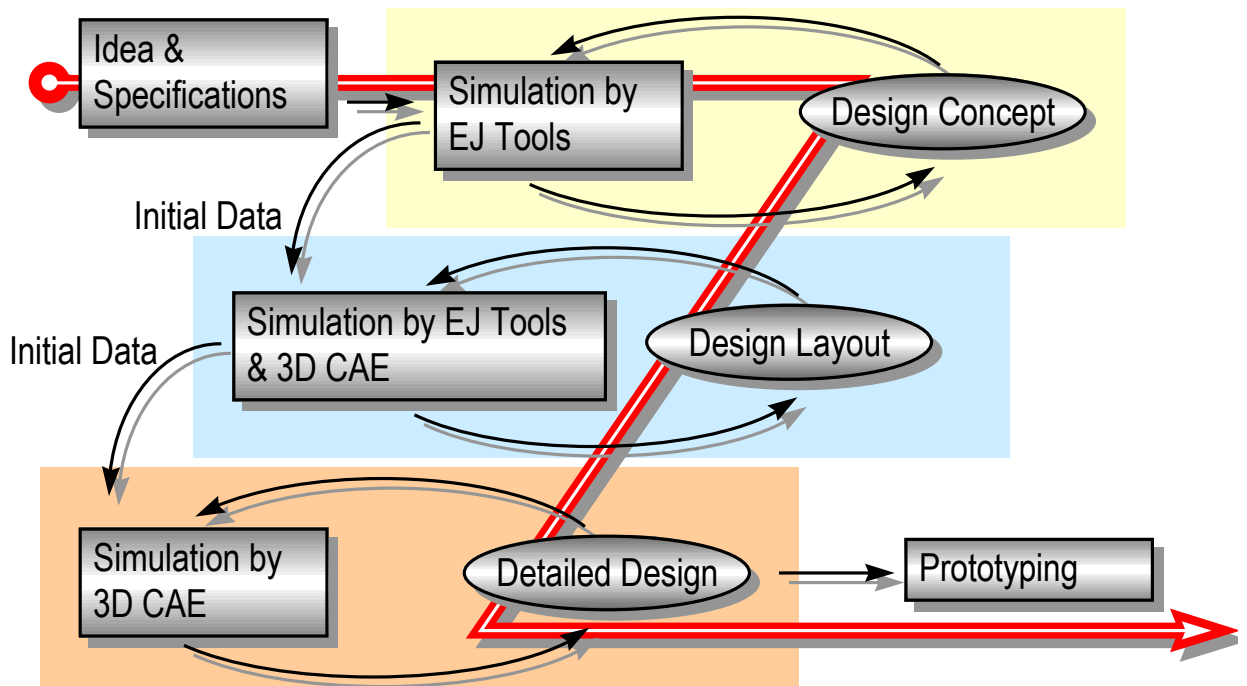 Idea &
Specifications
Simulation by
EJ Tools
Design Concept
Initial Data
Simulation by EJ Tools
& 3D CAE
Design Layout
Initial Data
Simulation by
3D CAE
Detailed Design
Prototyping